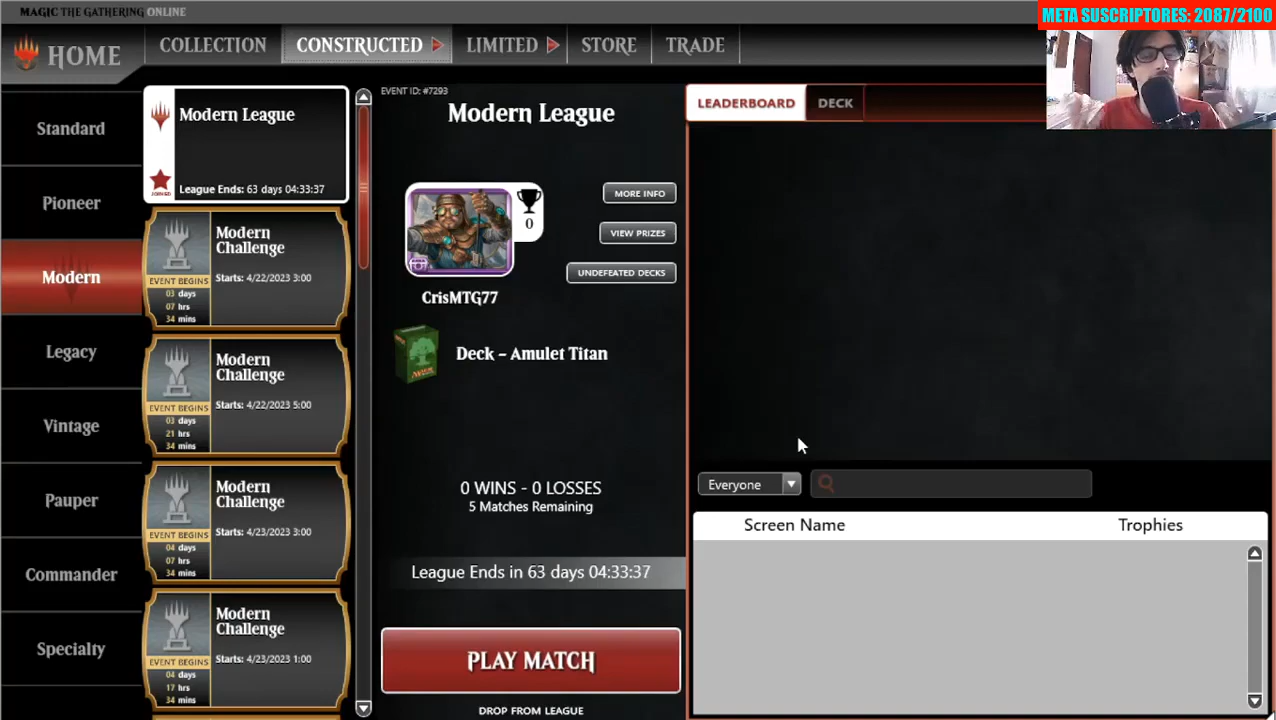 MAGIC THE GATHERING ONLINE
META SUSCRIPTORES: 2087/2100
HOME
COLLECTION
CONSTRUCTED
LIMITED
STORE
TRADE
Standard
Pioneer
Modern
Legacy
Vintage
Pauper
Commander
Specialty
Modern League
JOINED
League Ends: 63 days 04:33:37
Modern
Challenge
Starts: 4/22/2023 3:00
EVENT BEGINS
03 days
07 hrs
34 mins
Modern
Challenge
Starts: 4/22/2023 5:00
EVENT BEGINS
03 days
21 hrs
34 mins
Modern
Challenge
Starts: 4/23/2023 3:00
EVENT BEGINS
04 days
07 hrs
34 mins
Modern
Challenge
Starts: 4/23/2023 1:00
EVENT BEGINS
04 days
17 hrs
34 mins
EVENT ID: #7293
Modern League
0
MORE INFO
VIEW PRIZES
UNDEFEATED DECKS
CrisMTG77
Deck - Amulet Titan
0 WINS - 0 LOSSES
5 Matches Remaining
League Ends in 63 days 04:33:37
PLAY MATCH
DROP FROM LEAGUE
LEADERBOARD
DECK
Everyone
Screen Name
Trophies